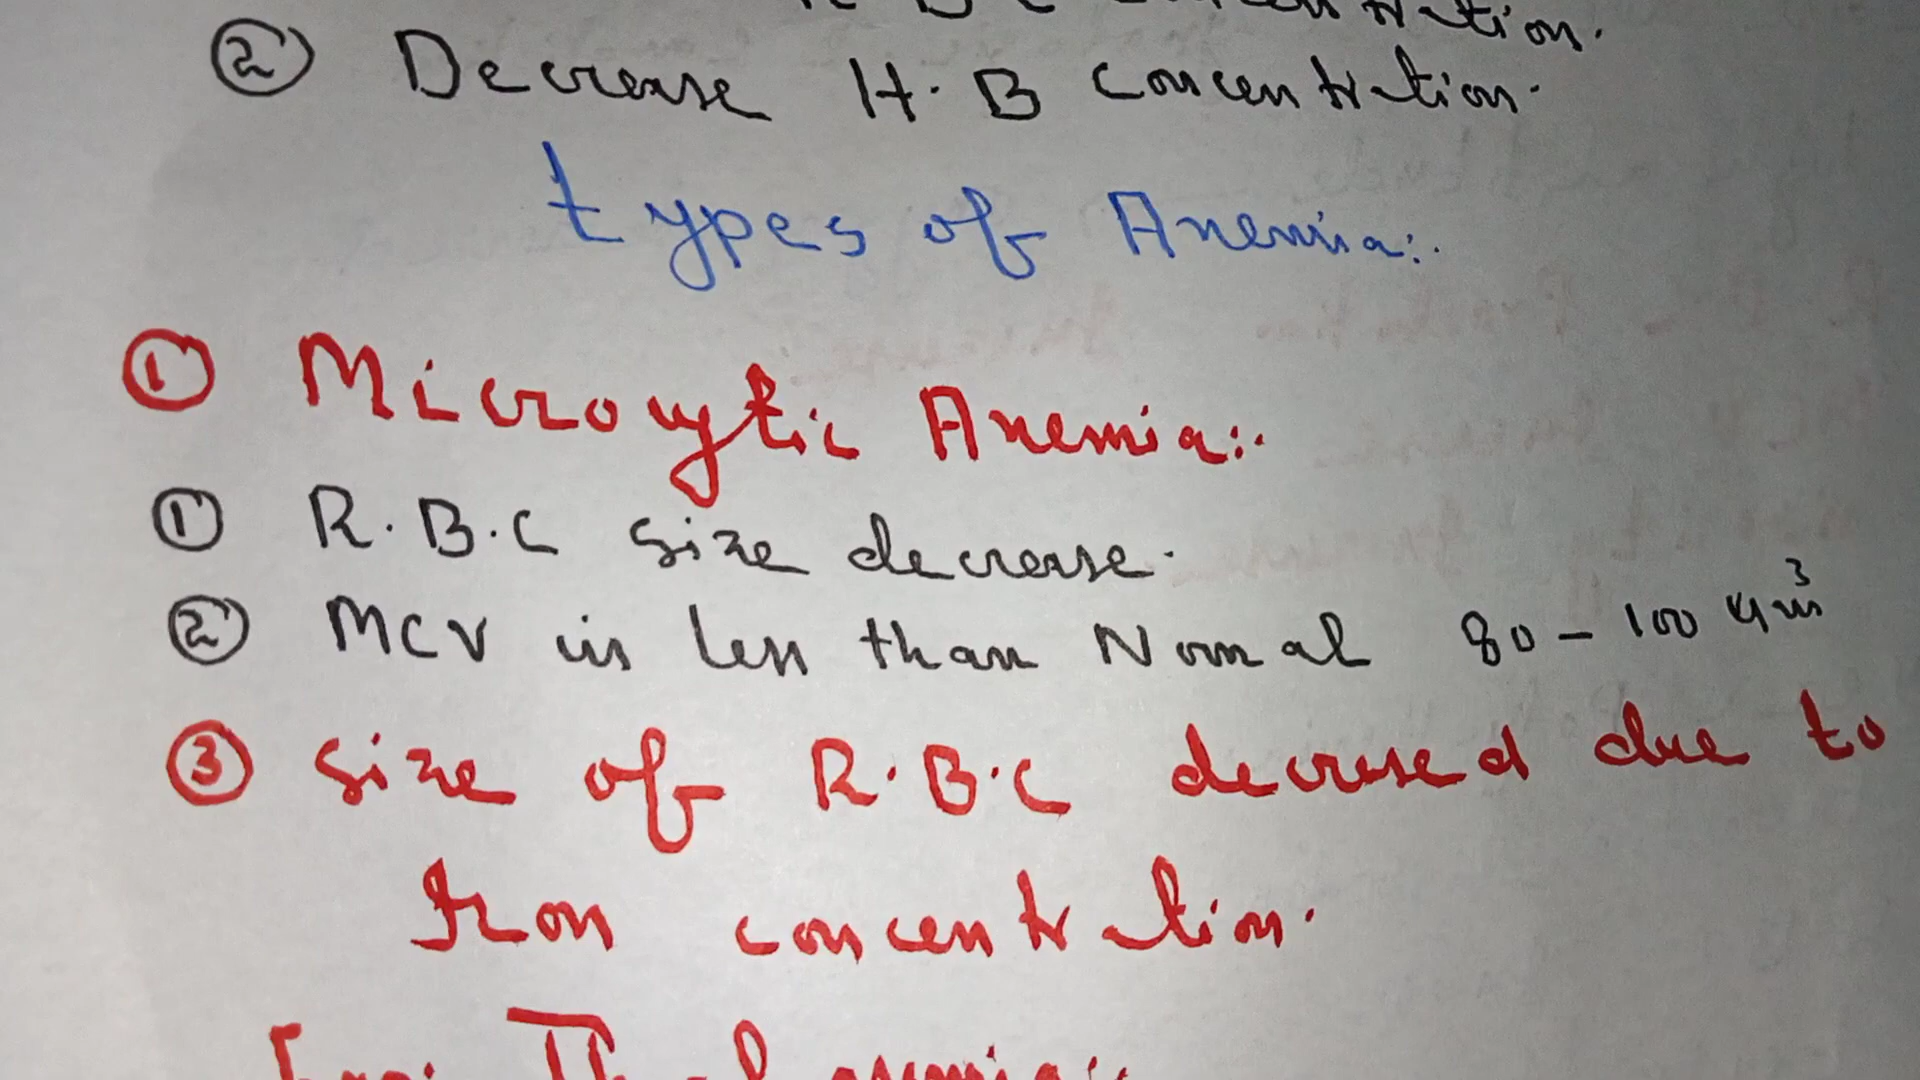 R B C concentration.
② Decrease H.B concentration.
types of Anemia:.
① Microcytic Anemia:.
① R.B.C size decrease.
② MCV is less than Normal 80-100 μm³
③ size of R.B.C decreased due to
Iron concentration.